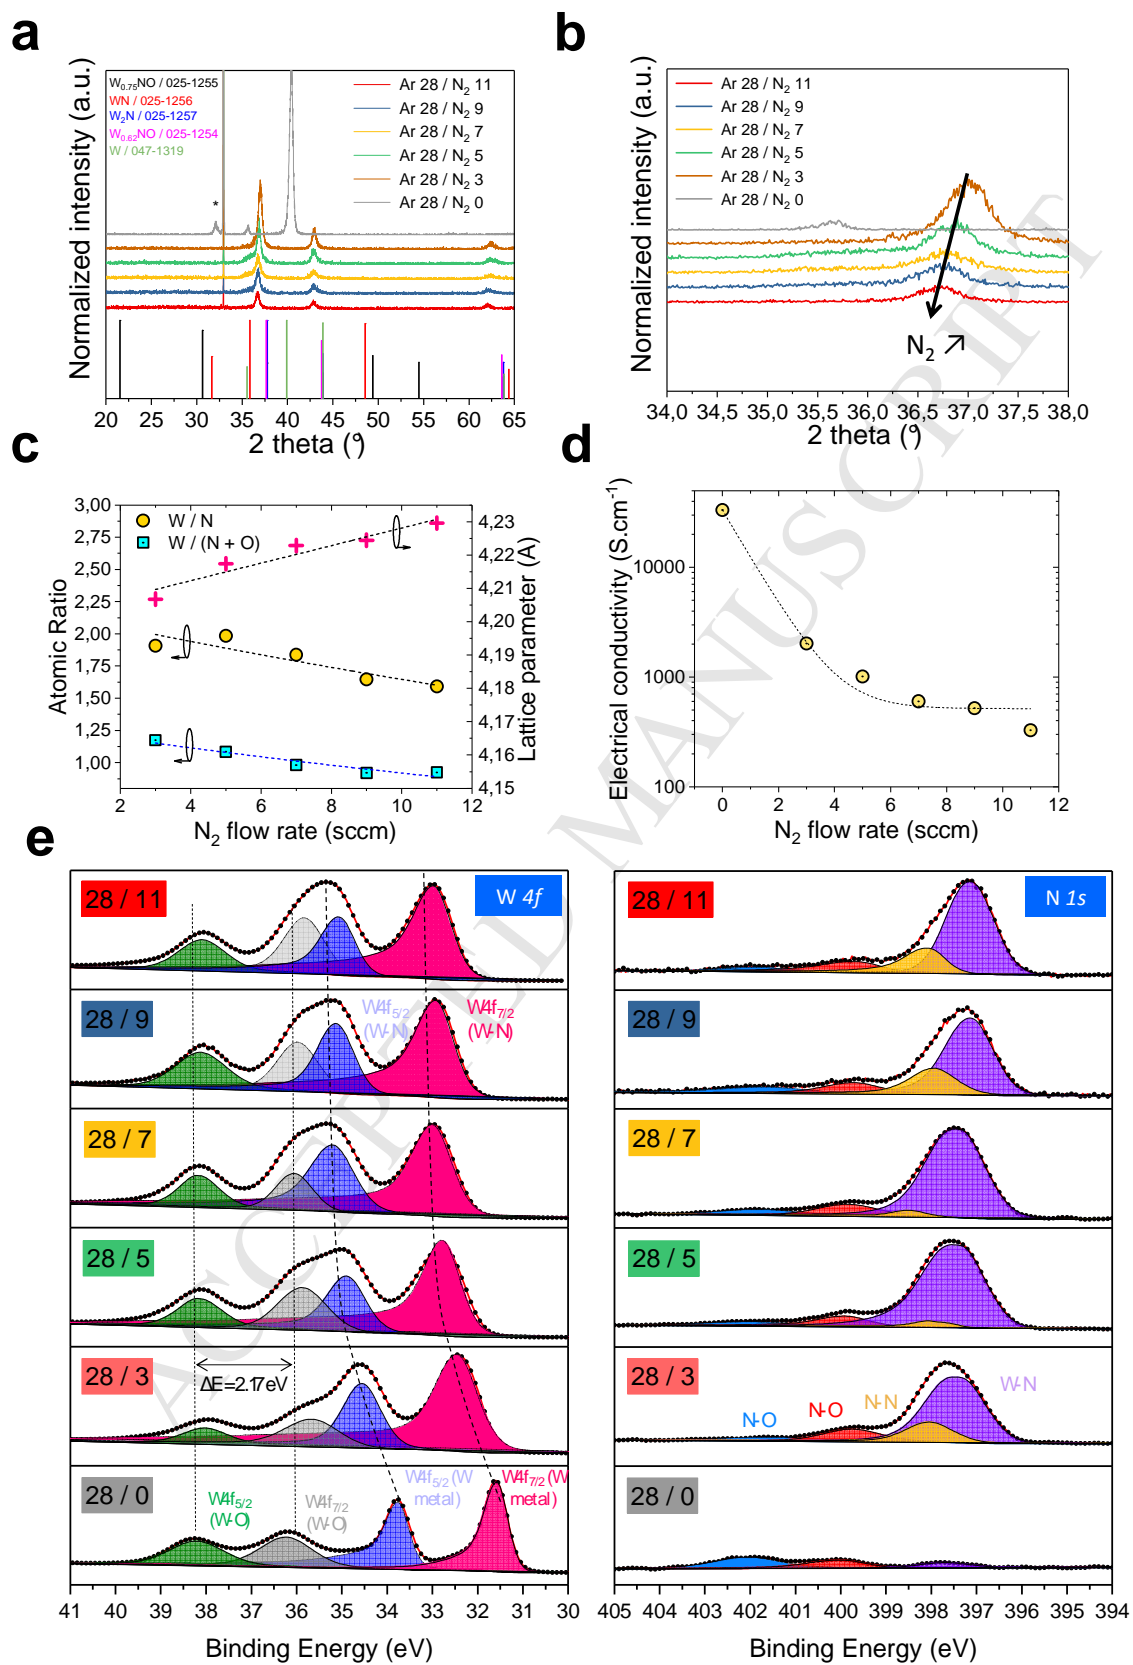 a
Normalized intensity (a.u.)
W0.75NO / 025-1255
WN / 025-1256
W2N / 025-1257
W0.62NO / 025-1254
W / 047-1319
Ar 28 / N2 11
Ar 28 / N2 9
Ar 28 / N2 7
Ar 28 / N2 5
Ar 28 / N2 3
Ar 28 / N2 0
*
20 25 30 35 40 45 50 55 60 65
2 theta (°)
b
Normalized intensity (a.u.)
Ar 28 / N2 11
Ar 28 / N2 9
Ar 28 / N2 7
Ar 28 / N2 5
Ar 28 / N2 3
Ar 28 / N2 0
N2 ↗
34,0 34,5 35,0 35,5 36,0 36,5 37,0 37,5 38,0
2 theta (°)
c
Atomic Ratio
3,00
2,75
2,50
2,25
2,00
1,75
1,50
1,25
1,00
W / N
W / (N + O)
4,23
4,22
4,21
4,20
4,19
4,18
4,17
4,16
4,15
Lattice parameter (A)
2 4 6 8 10 12
N2 flow rate (sccm)
d
Electrical conductivity (S.cm-1)
10000
1000
100
0 2 4 6 8 10 12
N2 flow rate (sccm)
e
28 / 11
W 4f
28 / 9
W4f5/2 (W-N)
W4f7/2 (W-N)
28 / 7
28 / 5
28 / 3
ΔE=2.17eV
28 / 0
W4f5/2 (W-O)
W4f7/2 (W-O)
W4f5/2 (W metal)
W4f7/2 (W metal)
41 40 39 38 37 36 35 34 33 32 31 30
Binding Energy (eV)
28 / 11
N 1s
28 / 9
28 / 7
28 / 5
28 / 3
N-O
N-O
N-N
W-N
28 / 0
405 404 403 402 401 400 399 398 397 396 395 394
Binding Energy (eV)
ACCEPTED MANUSCRIPT